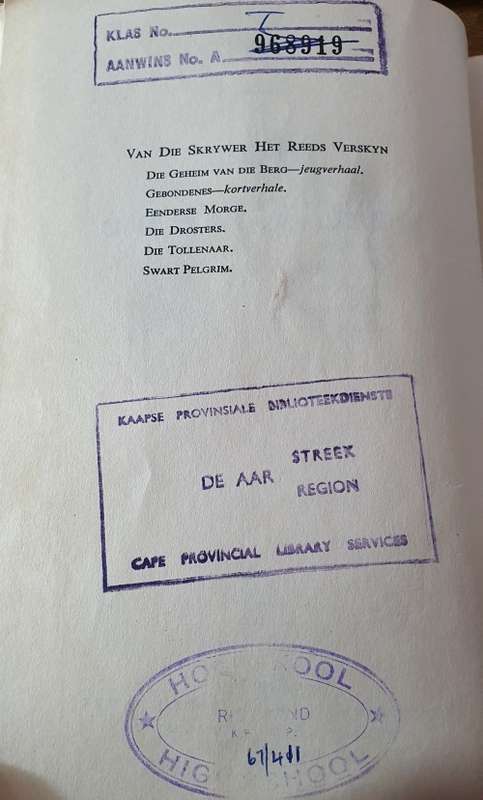 KLAS No.
I
AANWINS No. A 968919
VAN DIE SKRYWER HET REEDS VERSKYN
DIE GEHEIM VAN DIE BERG—jeugverhaal.
GEBONDENES—kortverhale.
EENDERSE MORGE.
DIE DROSTERS.
DIE TOLLENAAR.
SWART PELGRIM.
KAAPSE PROVINSIALE BIBLIOTEEKDIENSTE
DE AAR STREEK
REGION
CAPE PROVINCIAL LIBRARY SERVICES
67/411
HIGH SCHOOL